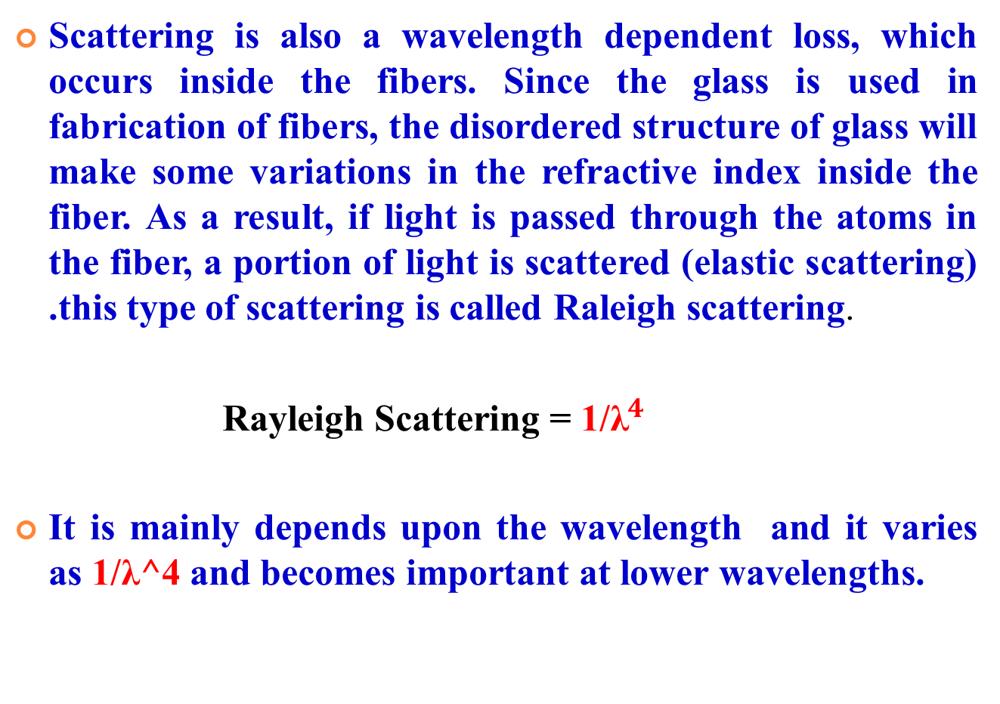 Scattering is also a wavelength dependent loss, which
occurs inside the fibers. Since the glass is used in
fabrication of fibers, the disordered structure of glass will
make some variations in the refractive index inside the
fiber. As a result, if light is passed through the atoms in
the fiber, a portion of light is scattered (elastic scattering)
.this type of scattering is called Raleigh scattering.
Rayleigh Scattering = 1/λ⁴
It is mainly depends upon the wavelength and it varies
as 1/λ^4 and becomes important at lower wavelengths.